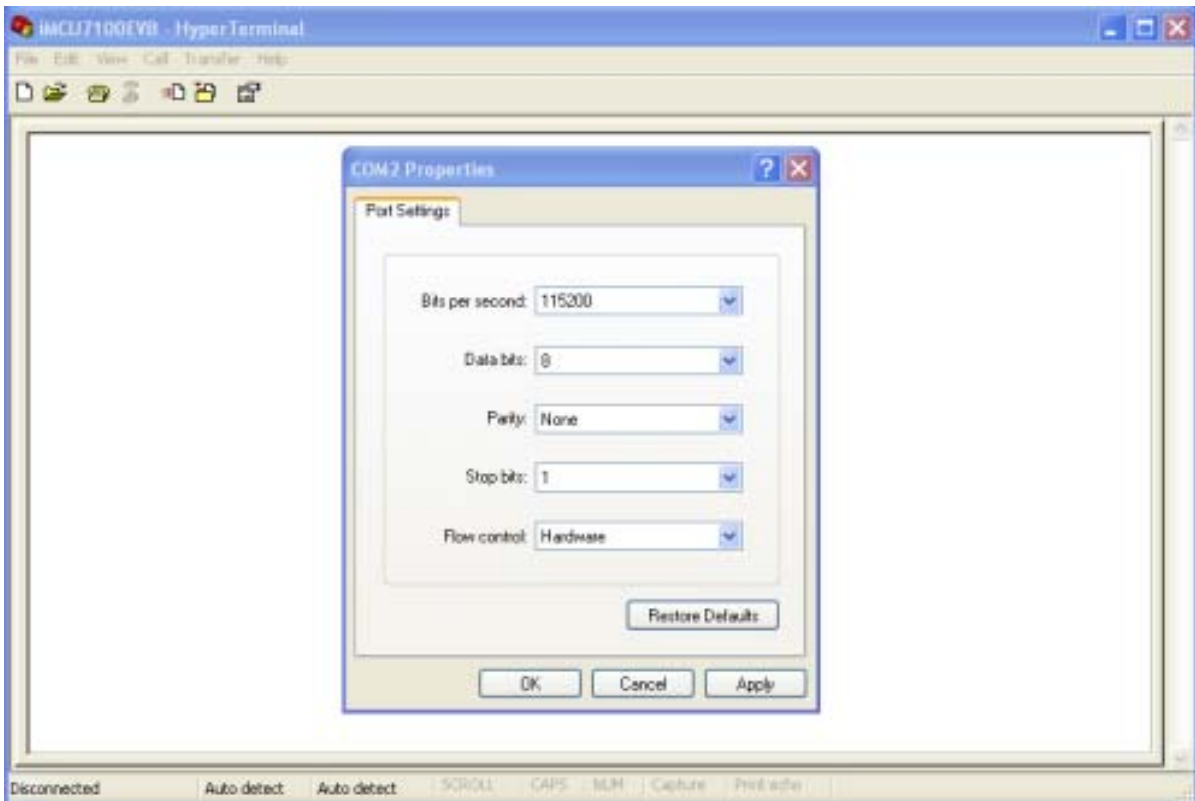 iMCU7100EVB - HyperTerminal
File Edit View Call Transfer Help
COM2 Properties
Port Settings
Bits per second: 115200
Data bits: 8
Parity: None
Stop bits: 1
Flow control: Hardware
Restore Defaults
OK Cancel Apply
Disconnected Auto detect Auto detect SCROLL CAPS NUM Capture Print echo